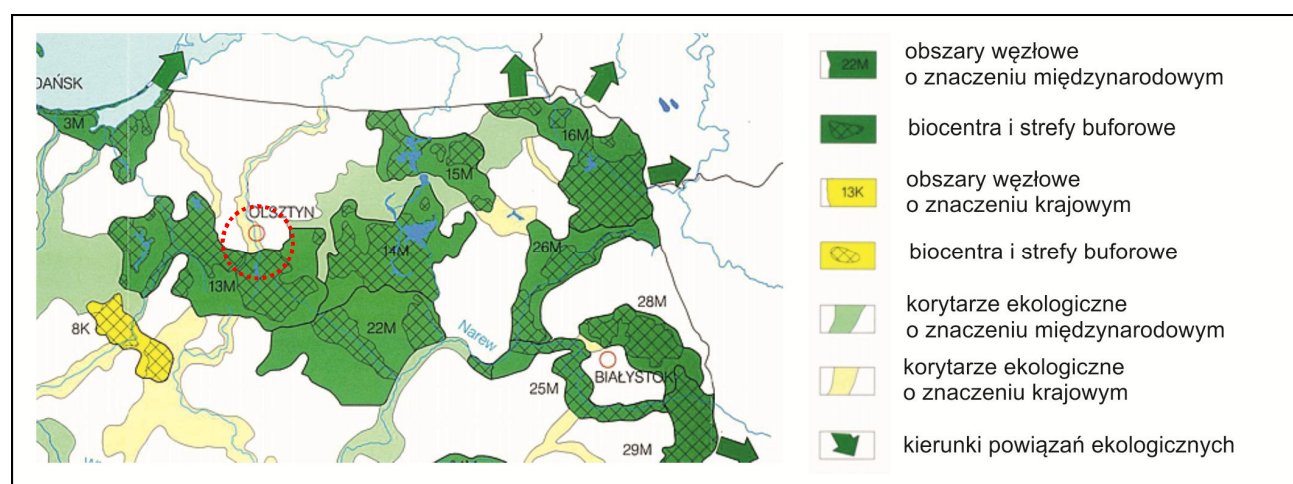 DAŃSK
3M
16M
15M
OLSZTYN
14M
26M
13M
28M
8K
22M
Narew
BIAŁYSTOK
25M
29M
22M
obszary węzłowe
o znaczeniu międzynarodowym
biocentra i strefy buforowe
13K
obszary węzłowe
o znaczeniu krajowym
biocentra i strefy buforowe
korytarze ekologiczne
o znaczeniu międzynarodowym
korytarze ekologiczne
o znaczeniu krajowym
kierunki powiązań ekologicznych